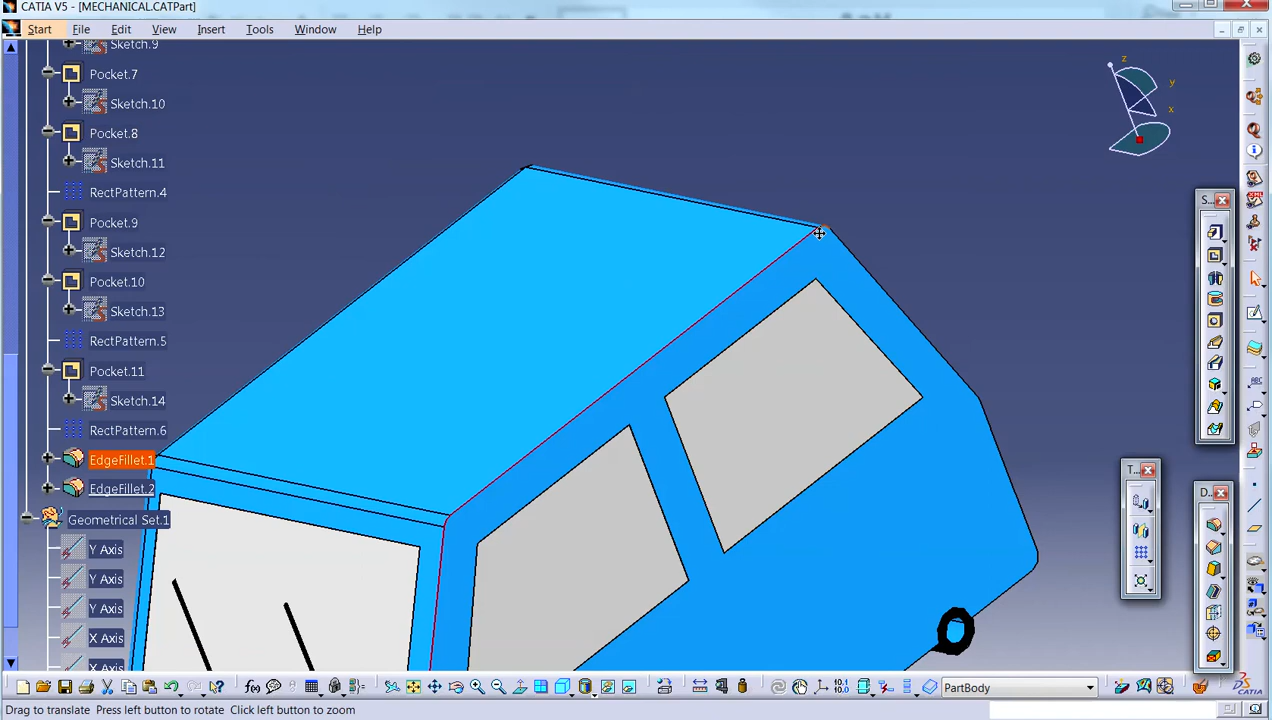 CATIA V5 - [MECHANICAL.CATPart]
Start File Edit View Insert Tools Window Help
Sketch.9
Pocket.7
Sketch.10
Pocket.8
Sketch.11
RectPattern.4
Pocket.9
Sketch.12
Pocket.10
Sketch.13
RectPattern.5
Pocket.11
Sketch.14
RectPattern.6
EdgeFillet.1
EdgeFillet.2
Geometrical Set.1
Y Axis
Y Axis
Y Axis
X Axis
X Axis
z
y
x
S...
T...
D...
PartBody
Drag to translate Press left button to rotate Click left button to zoom